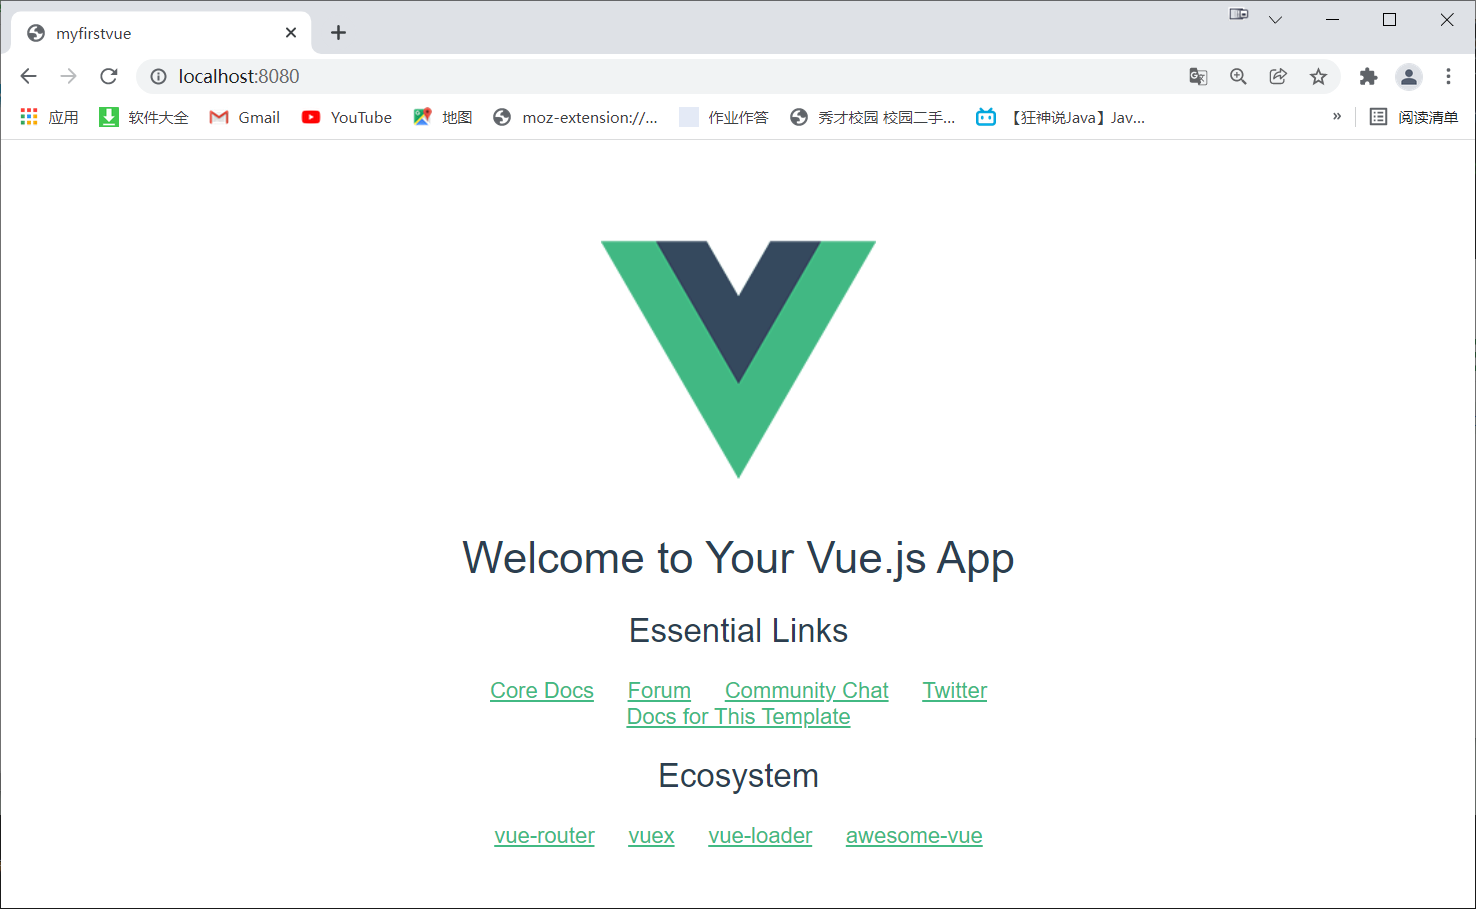 myfirstvue
localhost:8080
应用 软件大全 Gmail YouTube 地图 moz-extension://... 作业作答 秀才校园 校园二手... 【狂神说Java】Jav... » 阅读清单
Welcome to Your Vue.js App
Essential Links
Core Docs Forum Community Chat Twitter
Docs for This Template
Ecosystem
vue-router vuex vue-loader awesome-vue